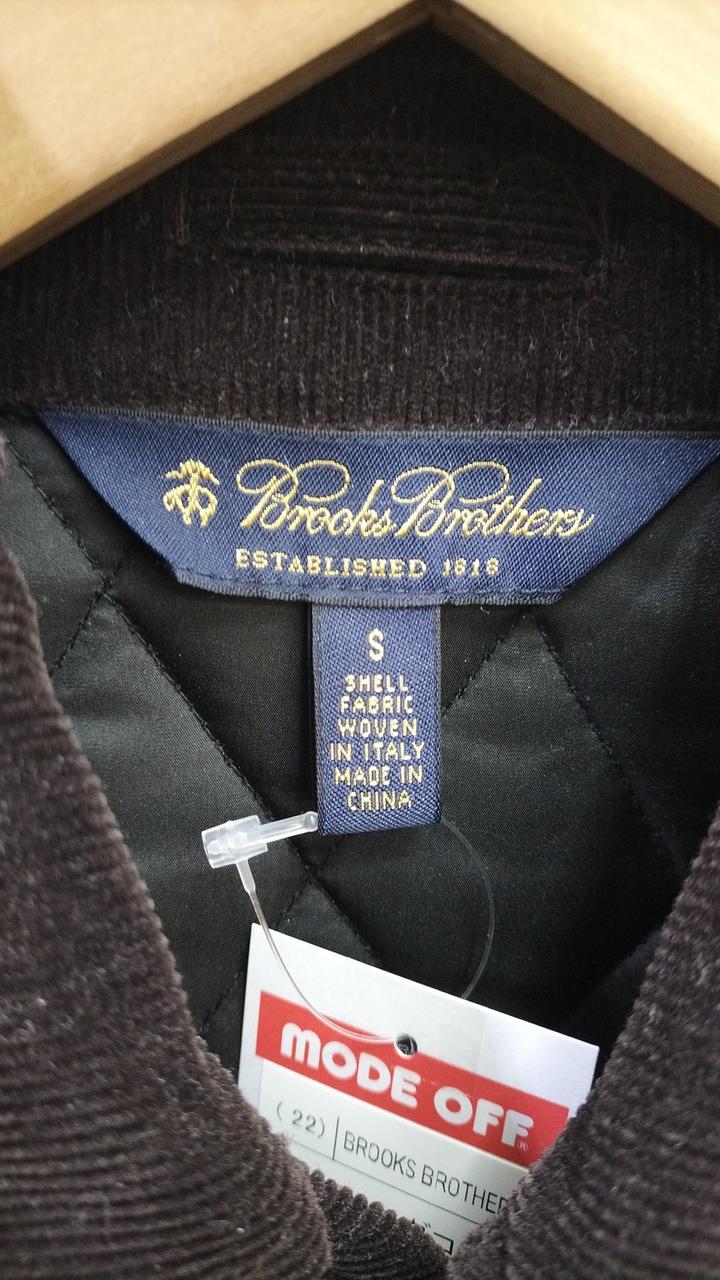 Brooks Brothers
ESTABLISHED 1818
S
SHELL
FABRIC
WOVEN
IN ITALY
MADE IN
CHINA
MODE OFF
(22) BROOKS BROTHE